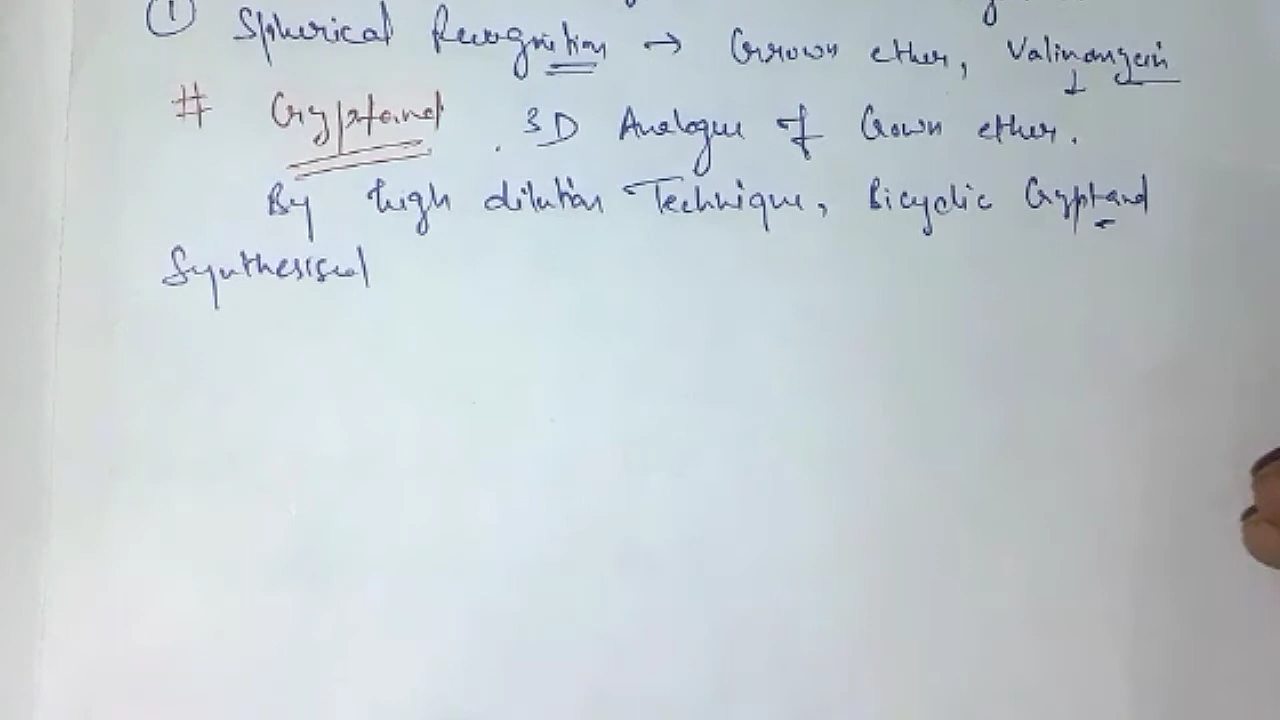 ① Spherical Recognition → Crown ether, Valinomycin
↓
# Cryptand . 3D Analogue of Crown ether.
By high dilution Technique, Bicyclic Cryptand
Synthesised